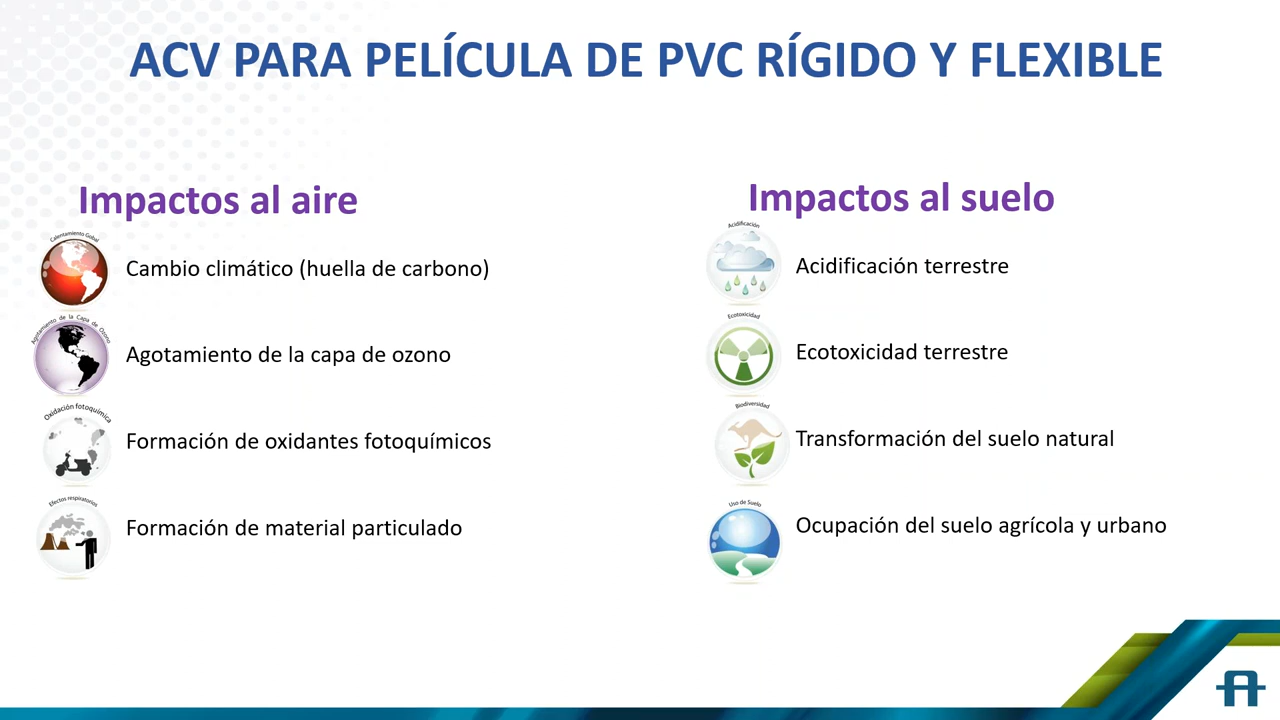 ACV PARA PELÍCULA DE PVC RÍGIDO Y FLEXIBLE
Impactos al aire
Calentamiento Gobal
Cambio climático (huella de carbono)
Agotamiento de la Capa de Ozono
Agotamiento de la capa de ozono
Oxidación fotoquímica
Formación de oxidantes fotoquímicos
Efectos respiratorios
Formación de material particulado
Impactos al suelo
Acidificación
Acidificación terrestre
Ecotoxicidad
Ecotoxicidad terrestre
Biodiversidad
Transformación del suelo natural
Uso de Suelo
Ocupación del suelo agrícola y urbano